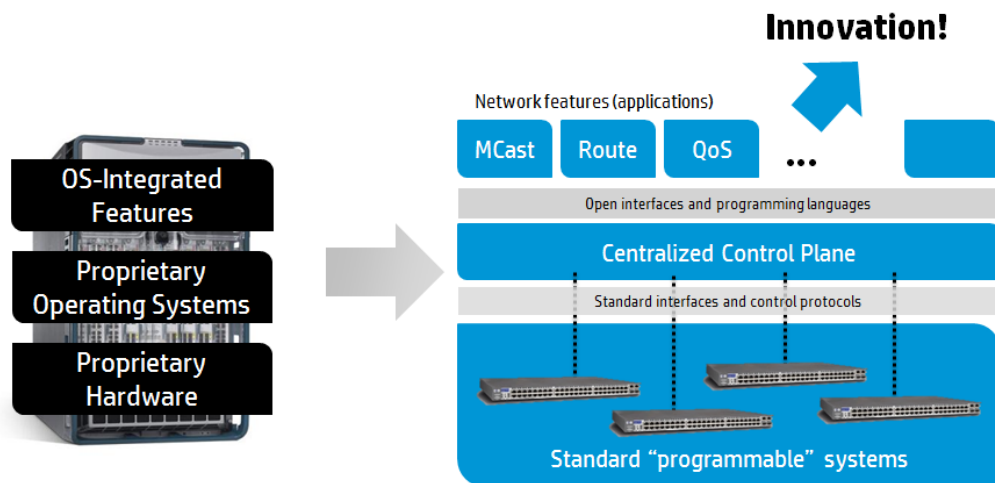 Innovation!
Network features (applications)
MCast
Route
QoS
...
OS-Integrated
Features
Proprietary
Operating Systems
Proprietary
Hardware
Open interfaces and programming languages
Centralized Control Plane
Standard interfaces and control protocols
Standard “programmable” systems